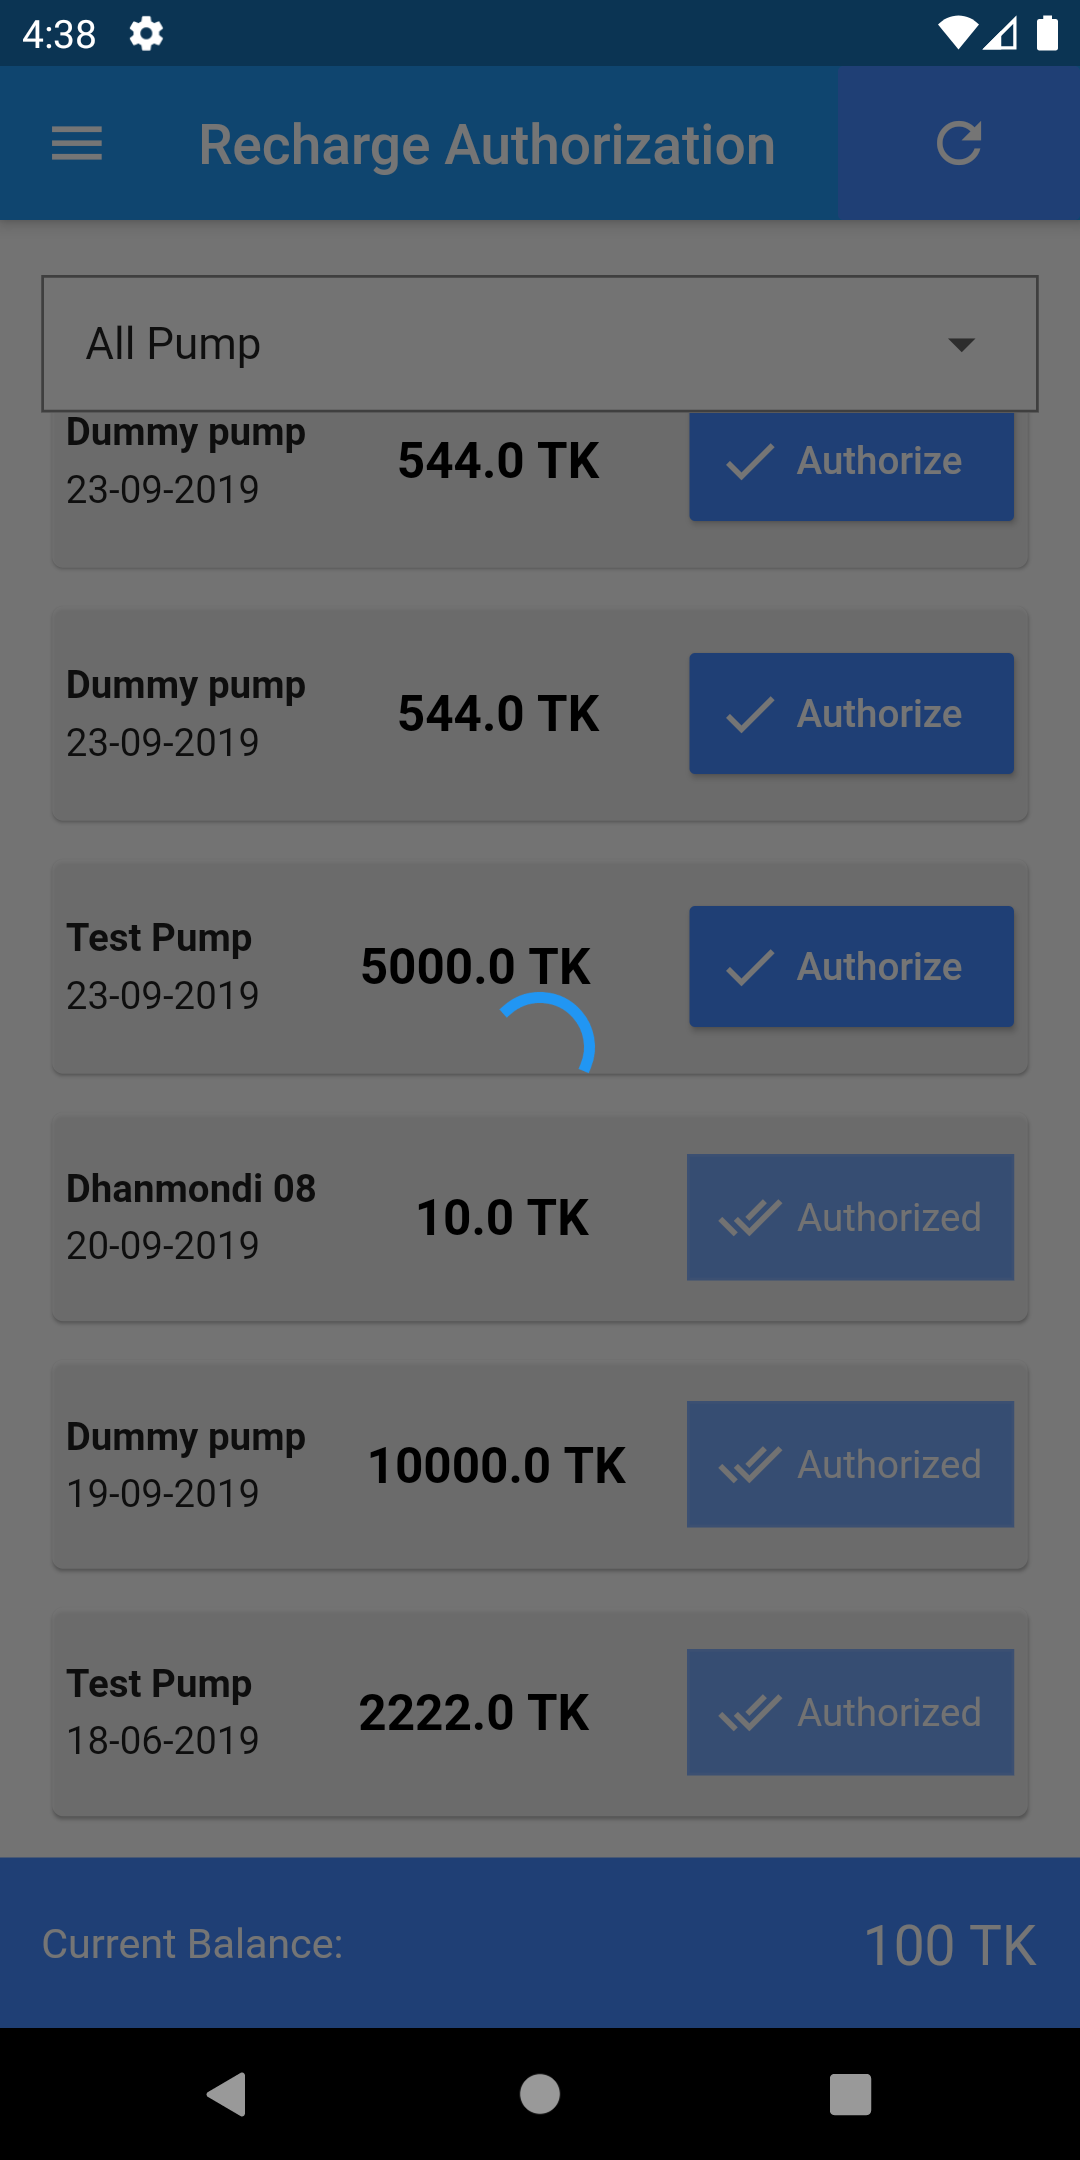 4:38
Recharge Authorization
All Pump
Dummy pump
23-09-2019
544.0 TK
Authorize
Dummy pump
23-09-2019
544.0 TK
Authorize
Test Pump
23-09-2019
5000.0 TK
Authorize
Dhanmondi 08
20-09-2019
10.0 TK
Authorized
Dummy pump
19-09-2019
10000.0 TK
Authorized
Test Pump
18-06-2019
2222.0 TK
Authorized
Current Balance:
100 TK